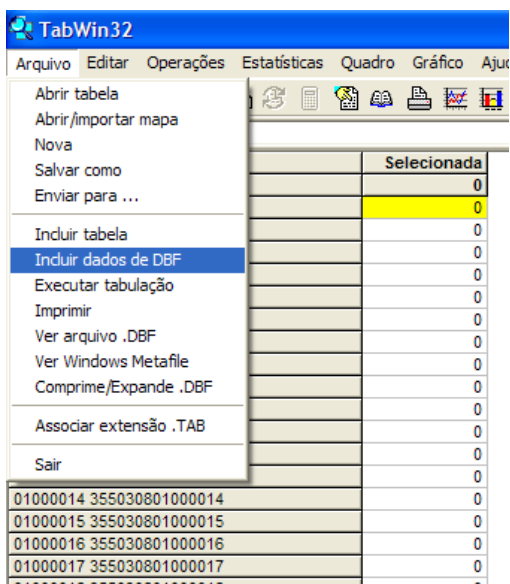 TabWin32
Arquivo Editar Operações Estatísticas Quadro Gráfico Ajuc
Abrir tabela
Abrir/importar mapa
Nova
Salvar como
Enviar para ...
Incluir tabela
Incluir dados de DBF
Executar tabulação
Imprimir
Ver arquivo .DBF
Ver Windows Metafile
Comprime/Expande .DBF
Associar extensão .TAB
Sair
Selecionada
0
0
0
0
0
0
0
0
0
0
0
0
0
0
01000014 355030801000014 0
01000015 355030801000015 0
01000016 355030801000016 0
01000017 355030801000017 0